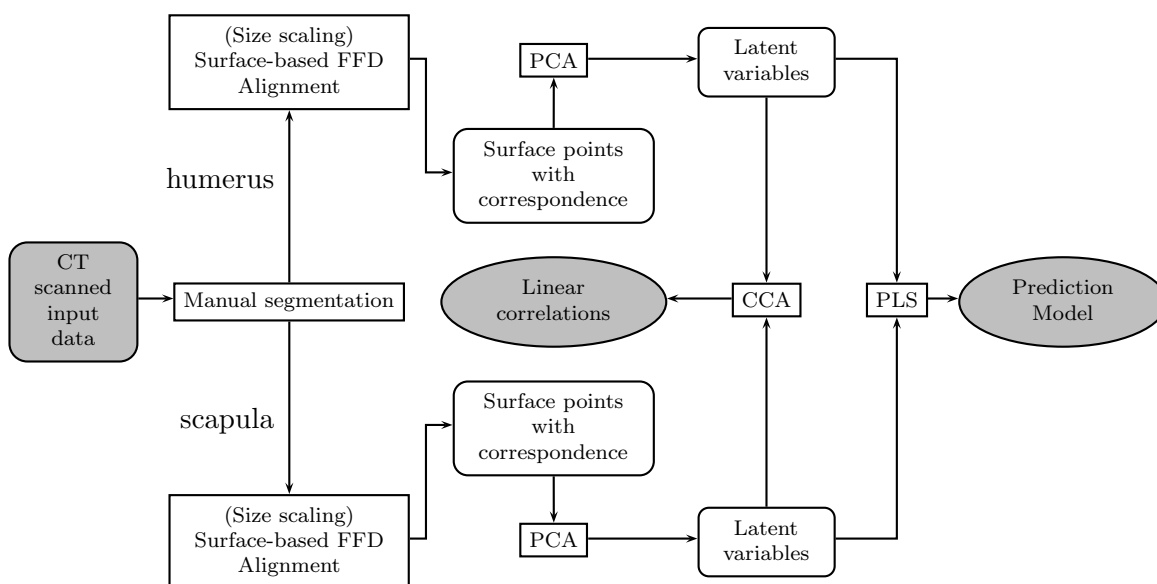 (Size scaling)
Surface-based FFD
Alignment
PCA
Latent
variables
Surface points
with
correspondence
humerus
CT
scanned
input
data
Manual segmentation
Linear
correlations
CCA
PLS
Prediction
Model
scapula
Surface points
with
correspondence
(Size scaling)
Surface-based FFD
Alignment
PCA
Latent
variables